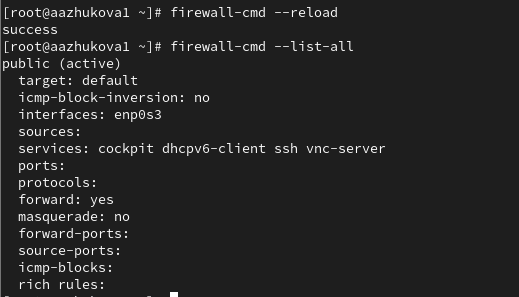 [root@aazhukova1 ~]# firewall-cmd --reload
success
[root@aazhukova1 ~]# firewall-cmd --list-all
public (active)
  target: default
  icmp-block-inversion: no
  interfaces: enp0s3
  sources:
  services: cockpit dhcpv6-client ssh vnc-server
  ports:
  protocols:
  forward: yes
  masquerade: no
  forward-ports:
  source-ports:
  icmp-blocks:
  rich rules: